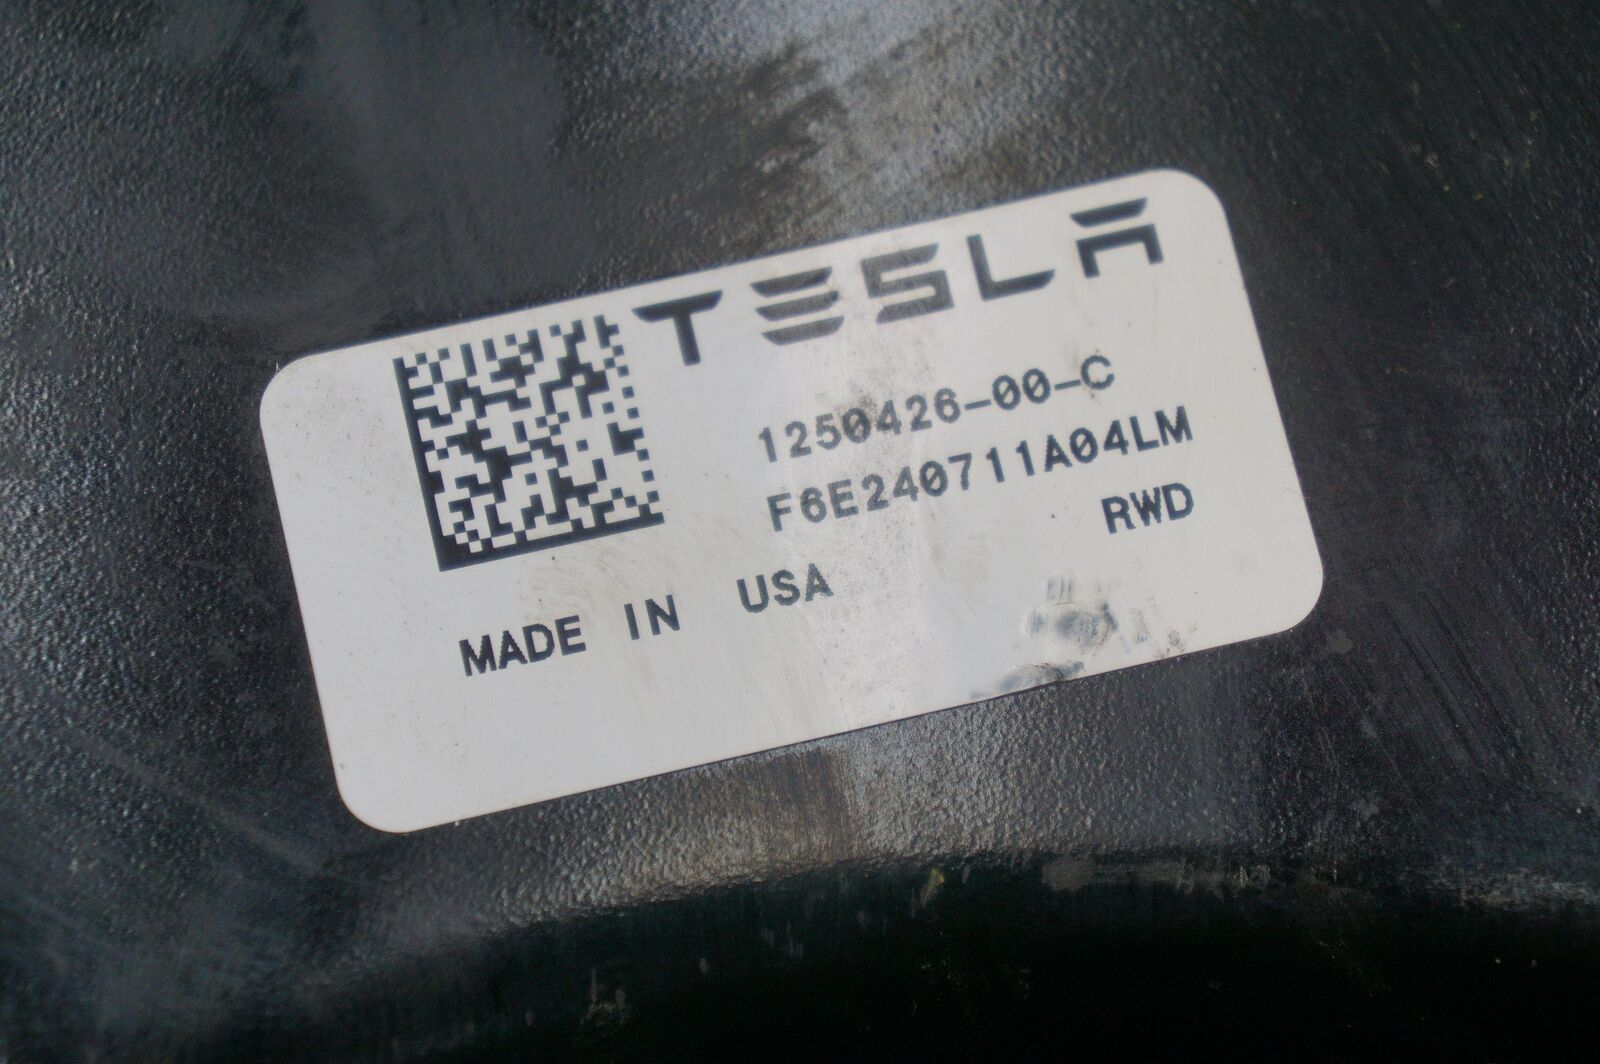 TESLA
1250426-00-C
F6E240711A04LM
RWD
MADE IN USA